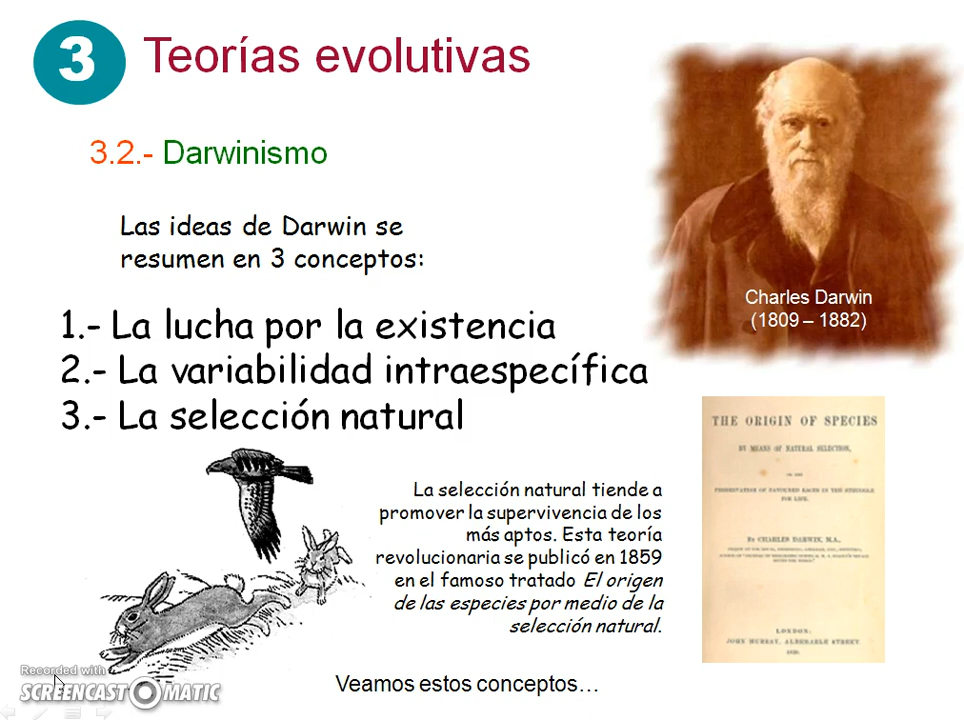 3
Teorías evolutivas
3.2.- Darwinismo
Las ideas de Darwin se
resumen en 3 conceptos:
1.- La lucha por la existencia
2.- La variabilidad intraespecífica
3.- La selección natural
Charles Darwin
(1809 – 1882)
THE ORIGIN OF SPECIES
BY MEANS OF NATURAL SELECTION,
OR THE
PRESERVATION OF FAVOURED RACES IN THE STRUGGLE
FOR LIFE.
BY CHARLES DARWIN, M.A.,
LONDON:
JOHN MURRAY, ALBEMARLE STREET.
La selección natural tiende a
promover la supervivencia de los
más aptos. Esta teoría
revolucionaria se publicó en 1859
en el famoso tratado El origen
de las especies por medio de la
selección natural.
Veamos estos conceptos...
Recorded with
SCREENCAST MATIC